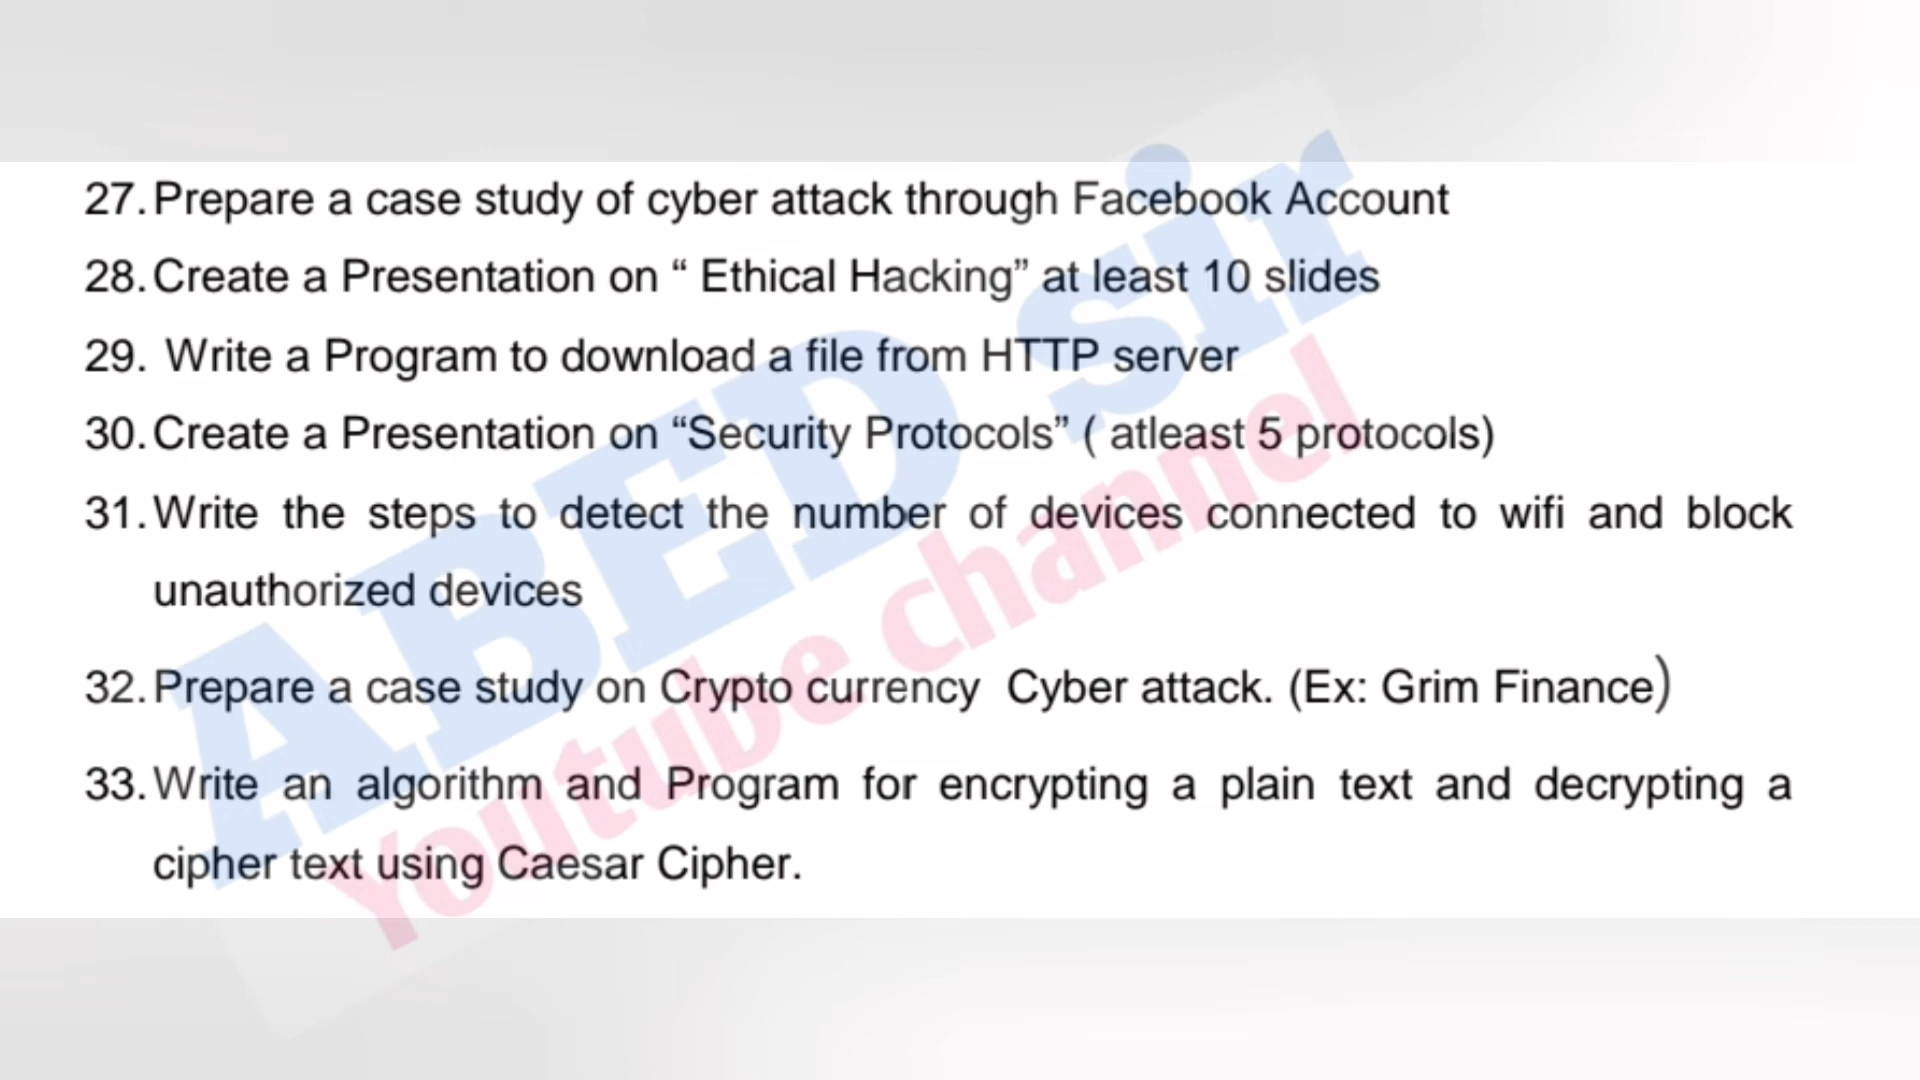 27. Prepare a case study of cyber attack through Facebook Account
28. Create a Presentation on “ Ethical Hacking” at least 10 slides
29. Write a Program to download a file from HTTP server
30. Create a Presentation on “Security Protocols” ( atleast 5 protocols)
31. Write the steps to detect the number of devices connected to wifi and block
unauthorized devices
32. Prepare a case study on Crypto currency Cyber attack. (Ex: Grim Finance)
33. Write an algorithm and Program for encrypting a plain text and decrypting a
cipher text using Caesar Cipher.
ABED sir
Youtube channel